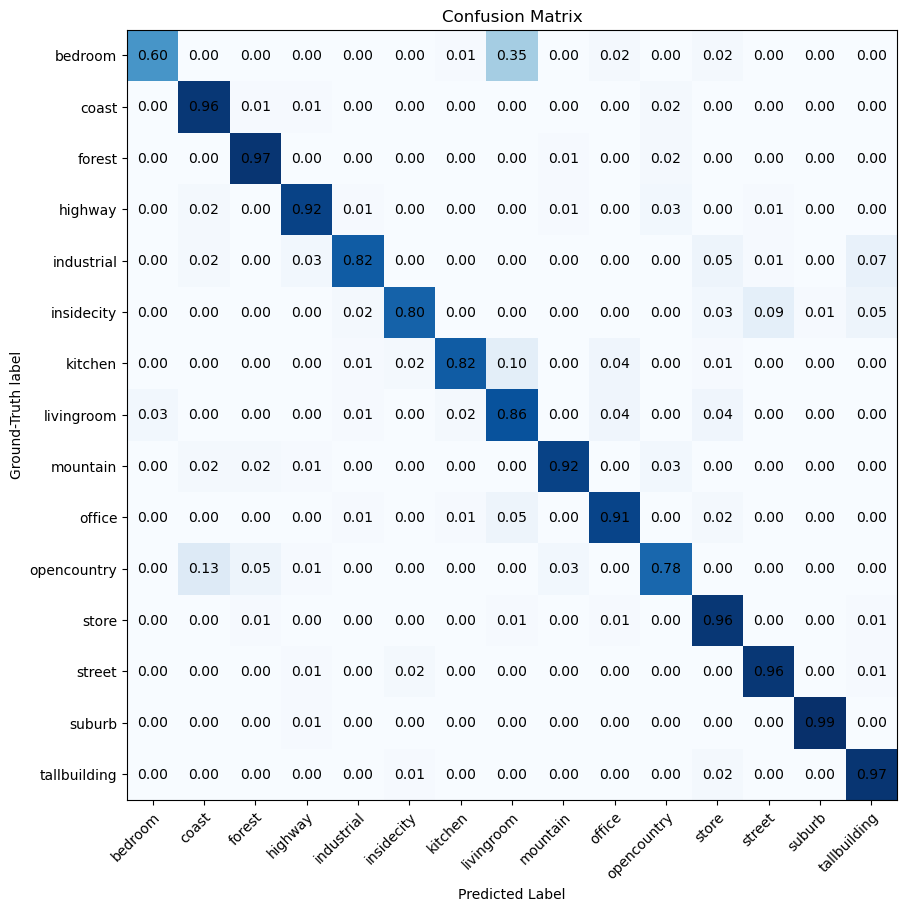 Confusion Matrix
bedroom 0.60 0.00 0.00 0.00 0.00 0.00 0.01 0.35 0.00 0.02 0.00 0.02 0.00 0.00 0.00
coast 0.00 0.96 0.01 0.01 0.00 0.00 0.00 0.00 0.00 0.00 0.02 0.00 0.00 0.00 0.00
forest 0.00 0.00 0.97 0.00 0.00 0.00 0.00 0.00 0.01 0.00 0.02 0.00 0.00 0.00 0.00
highway 0.00 0.02 0.00 0.92 0.01 0.00 0.00 0.00 0.01 0.00 0.03 0.00 0.01 0.00 0.00
industrial 0.00 0.02 0.00 0.03 0.82 0.00 0.00 0.00 0.00 0.00 0.00 0.05 0.01 0.00 0.07
insidecity 0.00 0.00 0.00 0.00 0.02 0.80 0.00 0.00 0.00 0.00 0.00 0.03 0.09 0.01 0.05
kitchen 0.00 0.00 0.00 0.00 0.01 0.02 0.82 0.10 0.00 0.04 0.00 0.01 0.00 0.00 0.00
livingroom 0.03 0.00 0.00 0.00 0.01 0.00 0.02 0.86 0.00 0.04 0.00 0.04 0.00 0.00 0.00
mountain 0.00 0.02 0.02 0.01 0.00 0.00 0.00 0.00 0.92 0.00 0.03 0.00 0.00 0.00 0.00
office 0.00 0.00 0.00 0.00 0.01 0.00 0.01 0.05 0.00 0.91 0.00 0.02 0.00 0.00 0.00
opencountry 0.00 0.13 0.05 0.01 0.00 0.00 0.00 0.00 0.03 0.00 0.78 0.00 0.00 0.00 0.00
store 0.00 0.00 0.01 0.00 0.00 0.00 0.00 0.01 0.00 0.01 0.00 0.96 0.00 0.00 0.01
street 0.00 0.00 0.00 0.01 0.00 0.02 0.00 0.00 0.00 0.00 0.00 0.00 0.96 0.00 0.01
suburb 0.00 0.00 0.00 0.01 0.00 0.00 0.00 0.00 0.00 0.00 0.00 0.00 0.00 0.99 0.00
tallbuilding 0.00 0.00 0.00 0.00 0.00 0.01 0.00 0.00 0.00 0.00 0.00 0.02 0.00 0.00 0.97
Ground-Truth label
bedroom coast forest highway industrial insidecity kitchen livingroom mountain office opencountry store street suburb tallbuilding
Predicted Label